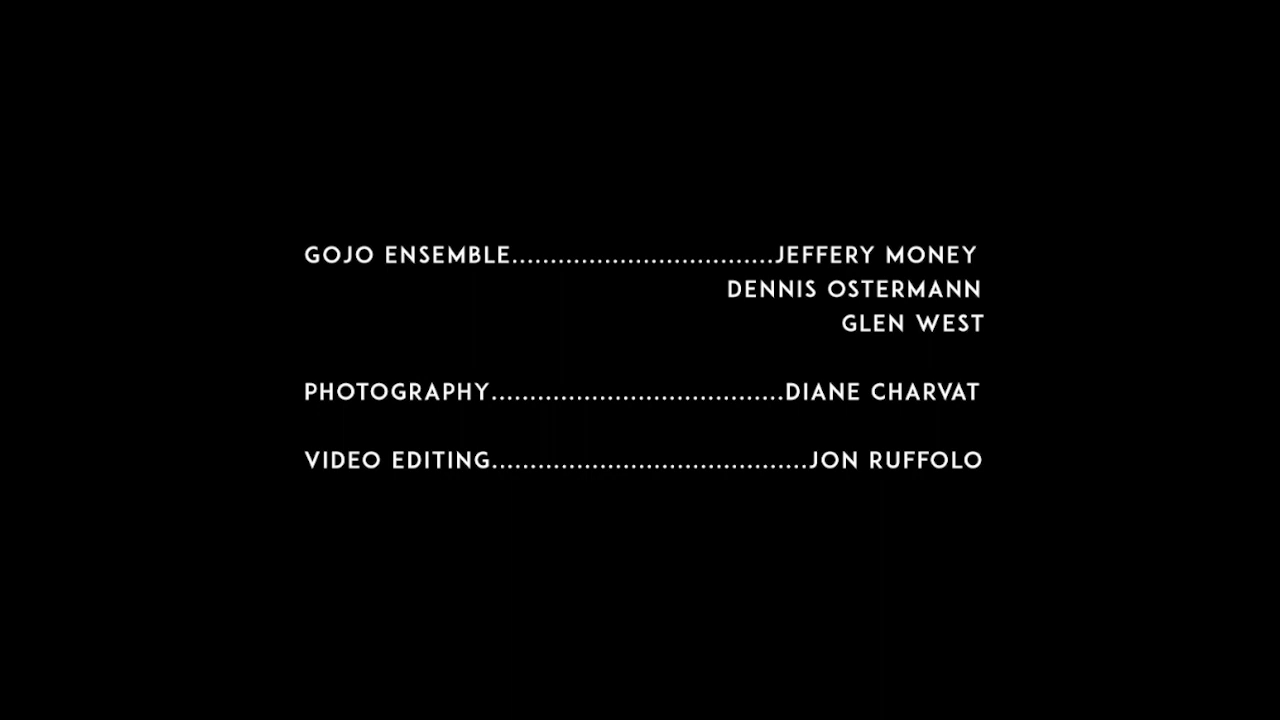 GOJO ENSEMBLE..................................JEFFERY MONEY
DENNIS OSTERMANN
GLEN WEST
PHOTOGRAPHY......................................DIANE CHARVAT
VIDEO EDITING.........................................JON RUFFOLO